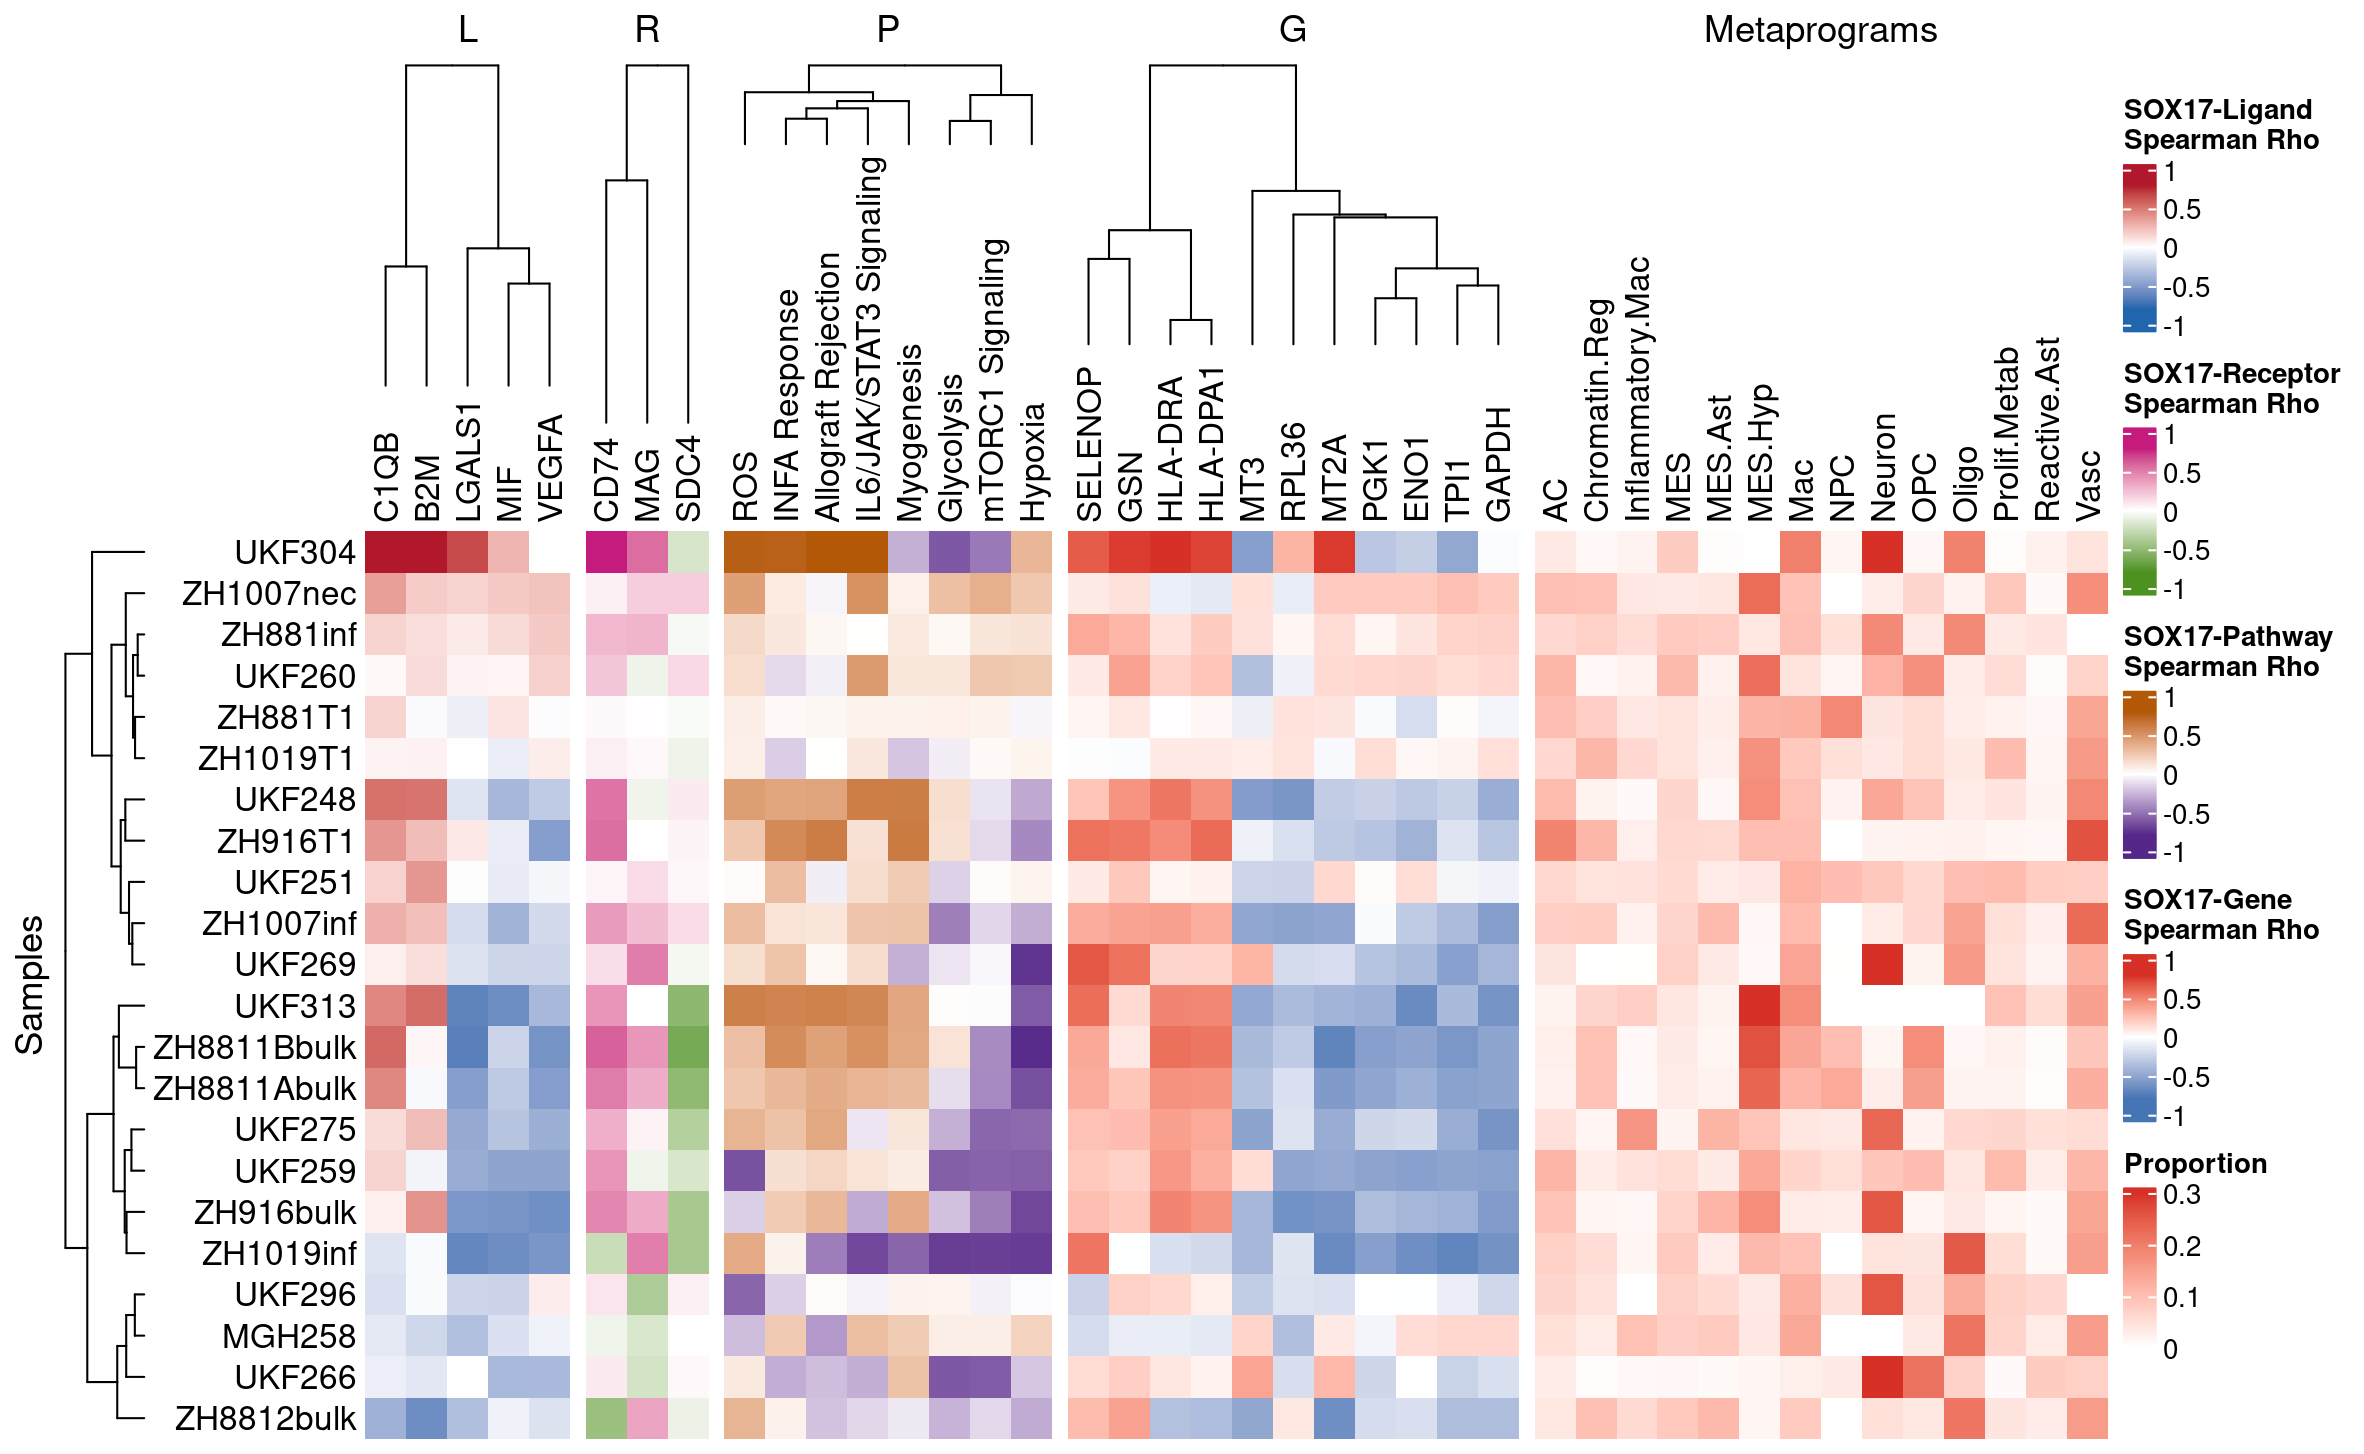 L
R
P
G
Metaprograms
C1QB
B2M
LGALS1
MIF
VEGFA
CD74
MAG
SDC4
ROS
INFA Response
Allograft Rejection
IL6/JAK/STAT3 Signaling
Myogenesis
Glycolysis
mTORC1 Signaling
Hypoxia
SELENOP
GSN
HLA-DRA
HLA-DPA1
MT3
RPL36
MT2A
PGK1
ENO1
TPI1
GAPDH
AC
Chromatin.Reg
Inflammatory.Mac
MES
MES.Ast
MES.Hyp
Mac
NPC
Neuron
OPC
Oligo
Prolif.Metab
Reactive.Ast
Vasc
Samples
UKF304
ZH1007nec
ZH881inf
UKF260
ZH881T1
ZH1019T1
UKF248
ZH916T1
UKF251
ZH1007inf
UKF269
UKF313
ZH8811Bbulk
ZH8811Abulk
UKF275
UKF259
ZH916bulk
ZH1019inf
UKF296
MGH258
UKF266
ZH8812bulk
SOX17-Ligand
Spearman Rho
1
0.5
0
-0.5
-1
SOX17-Receptor
Spearman Rho
1
0.5
0
-0.5
-1
SOX17-Pathway
Spearman Rho
1
0.5
0
-0.5
-1
SOX17-Gene
Spearman Rho
1
0.5
0
-0.5
-1
Proportion
0.3
0.2
0.1
0